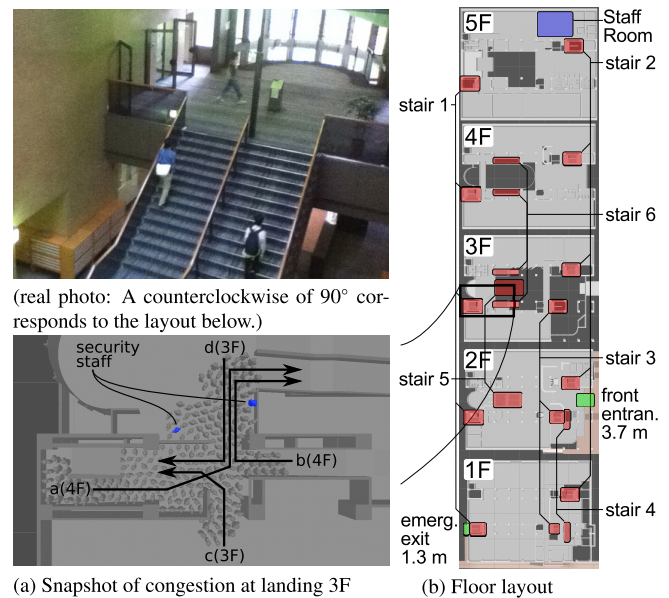 (real photo: A counterclockwise of 90° cor-
responds to the layout below.)
security
staff
d(3F)
a(4F)
b(4F)
c(3F)
(a) Snapshot of congestion at landing 3F
5F
Staff
Room
stair 2
stair 1
4F
stair 6
3F
stair 3
2F
stair 5
front
entran.
3.7 m
1F
stair 4
emerg.
exit
1.3 m
(b) Floor layout